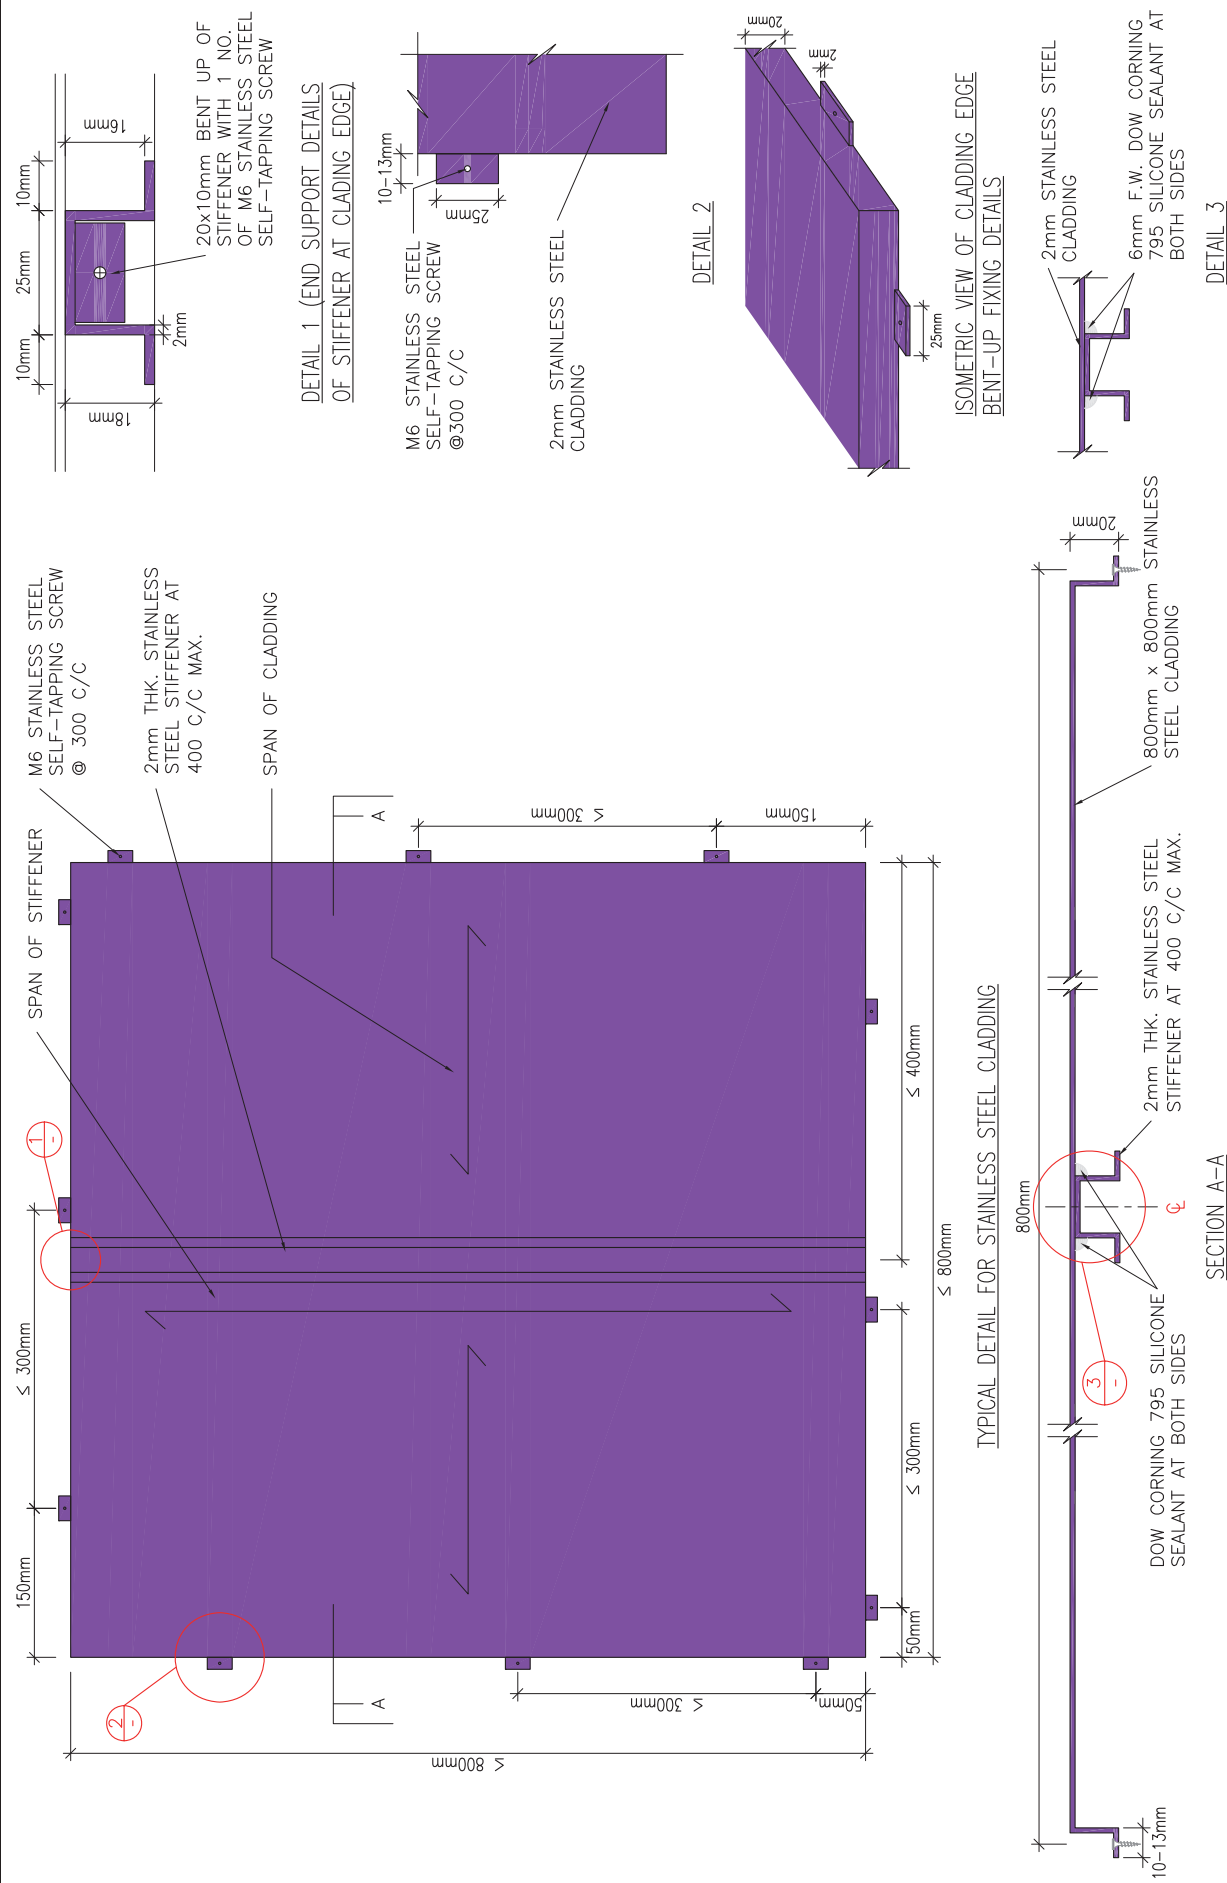 M6 STAINLESS STEEL
SELF-TAPPING SCREW
@ 300 C/C
2mm THK. STAINLESS
STEEL STIFFENER AT
400 C/C MAX.
SPAN OF CLADDING
SPAN OF STIFFENER
1
-
2
-
150mm
≤ 300mm
≤ 800mm
≤ 300mm
50mm
A
A
≤ 300mm
150mm
50mm
≤ 300mm
≤ 400mm
≤ 800mm
TYPICAL DETAIL FOR STAINLESS STEEL CLADDING
10mm
25mm
10mm
18mm
16mm
2mm
20x10mm BENT UP OF
STIFFENER WITH 1 NO.
OF M6 STAINLESS STEEL
SELF-TAPPING SCREW
DETAIL 1 (END SUPPORT DETAILS
OF STIFFENER AT CLADING EDGE)
10-13mm
25mm
M6 STAINLESS STEEL
SELF-TAPPING SCREW
@300 C/C
2mm STAINLESS STEEL
CLADDING
DETAIL 2
20mm
2mm
25mm
ISOMETRIC VIEW OF CLADDING EDGE
BENT-UP FIXING DETAILS
2mm STAINLESS STEEL
CLADDING
6mm F.W. DOW CORNING
795 SILICONE SEALANT AT
BOTH SIDES
DETAIL 3
800mm
20mm
10-13mm
800mm x 800mm STAINLESS
STEEL CLADDING
2mm THK. STAINLESS STEEL
STIFFENER AT 400 C/C MAX.
3
-
℄
DOW CORNING 795 SILICONE
SEALANT AT BOTH SIDES
SECTION A-A